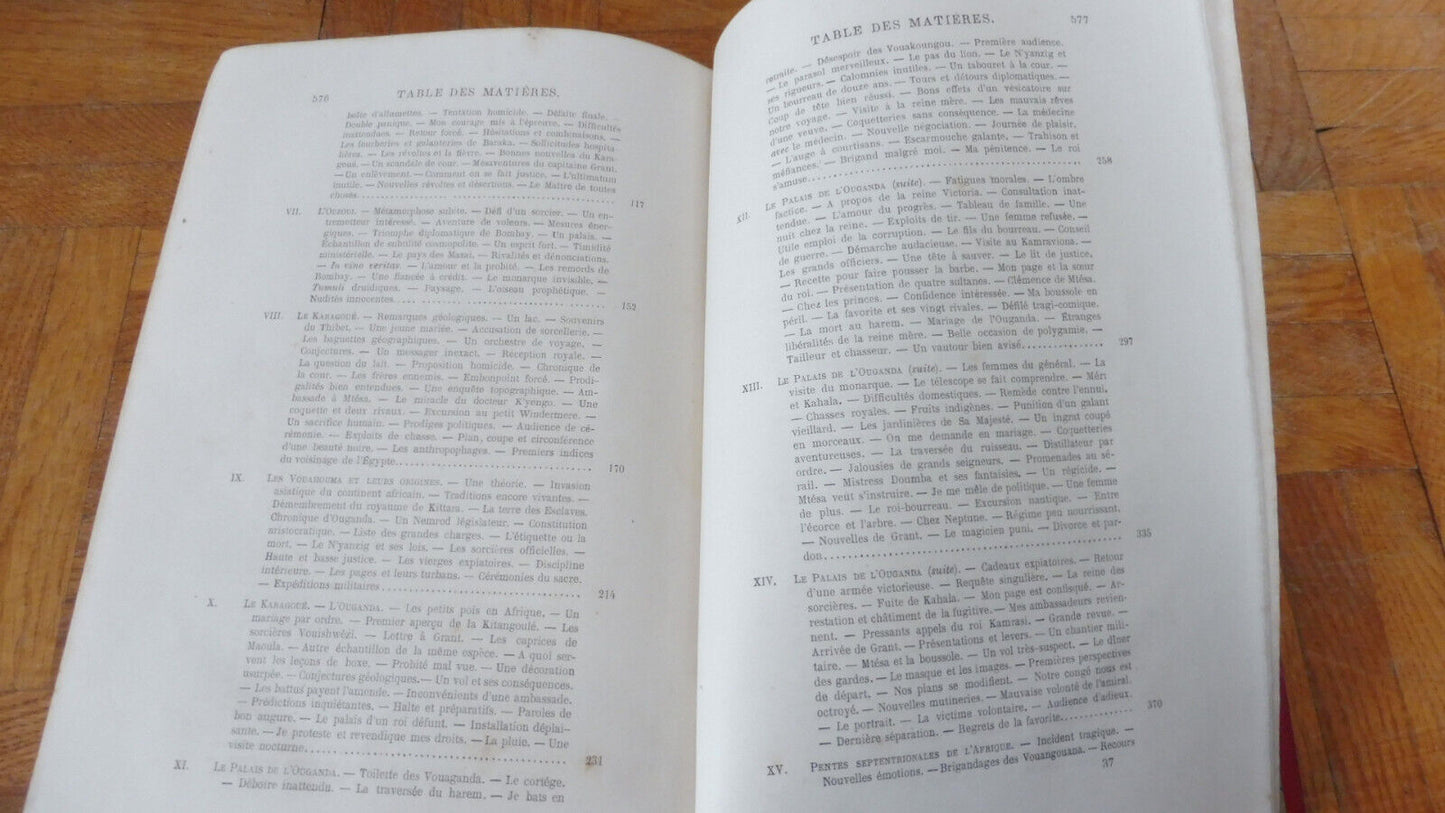 576 TABLE DES MATIÈRES.
boîte d'allumettes. — Tentation homicide. — Défaite finale. —
Double panique. — Mon courage mis à l'épreuve. — Difficultés
inattendues. — Retour forcé. — Hésitations et combinaisons. —
Les fourberies et galanteries de Baraka. — Sollicitudes hospita-
lières. — Les révoltes et la fièvre. — Bonnes nouvelles du Kara-
goué. — Un scandale de cour. — Mésaventures du capitaine Grant.
— Un enlèvement. — Comment on se fait justice. — L'ultimatum
inutile. — Nouvelles révoltes et désertions. — Le Maître de toutes
choses. 117
VII. L'OUZOUI. — Métamorphose subite. — Défi d'un sorcier. — Un en-
tremetteur intéressé. — Aventure de voleurs. — Mesures éner-
giques. — Triomphe diplomatique de Bombay. — Un palais. —
Échantillon de subtilité cosmopolite. — Un esprit fort. — Timidité
ministérielle. — Le pays des Mazai. — Rivalités et dénonciations.
— In vino veritas. — L'amour et la probité. — Les remords de
Bombay. — Une fiancée à crédit. — Le monarque invisible. —
Tumuli druidiques. — Paysage. — L'oiseau prophétique. —
Nudités innocentes. 152
VIII. LE KARAGOUÉ. — Remarques géologiques. — Un lac. — Souvenirs
du Thibet. — Une jeune mariée. — Accusation de sorcellerie. —
Les baguettes géographiques. — Un orchestre de voyage. —
Conjectures. — Un messager inexact. — Réception royale. —
La question du lait. — Proposition homicide. — Chronique de
la cour. — Les frères ennemis. — Embonpoint forcé. — Prodi-
galités bien entendues. — Une enquête topographique. — Am-
bassade à Mtésa. — Le miracle du docteur K'yengo. — Une
coquette et deux rivaux. — Excursion au petit Windermere. —
Un sacrifice humain. — Prodiges politiques. — Audience de cé-
rémonie. — Exploits de chasse. — Plan, coupe et circonférence
d'une beauté noire. — Les anthropophages. — Premiers indices
du voisinage de l'Égypte. 170
IX. LES VOUAHOUMA ET LEURS ORIGINES. — Une théorie. — Invasion
asiatique du continent africain. — Traditions encore vivantes. —
Démembrement du royaume de Kittara. — La terre des Esclaves.
Chronique d'Ouganda. — Un Nemrod législateur. — Constitution
aristocratique. — Liste des grandes charges. — L'étiquette ou la
mort. — Le N'yanzig et ses lois. — Les sorcières officielles. —
Haute et basse justice. — Les vierges expiatoires. — Discipline
intérieure. — Les pages et leurs turbans. — Cérémonies du sacre.
— Expéditions militaires 214
X. LE KARAGOUÉ. — L'OUGANDA. — Les petits pois en Afrique. — Un
mariage par ordre. — Premier aperçu de la Kitangoulé. — Les
sorcières Vouishwézi. — Lettre à Grant. — Les caprices de
Maoula. — Autre échantillon de la même espèce. — A quoi ser-
vent les leçons de boxe. — Probité mal vue. — Une décoration
usurpée. — Conjectures géologiques. — Un vol et ses conséquences.
— Les battus payent l'amende. — Inconvénients d'une ambassade.
— Prédictions inquiétantes. — Halte et préparatifs. — Paroles de
bon augure. — Le palais d'un roi défunt. — Installation déplai-
sante. — Je proteste et revendique mes droits. — La pluie. — Une
visite nocturne. 231
XI. LE PALAIS DE L'OUGANDA. — Toilette des Vouaganda. — Le cortége.
— Déboire inattendu. — La traversée du harem. — Je bats en
TABLE DES MATIÈRES. 577
retraite. — Désespoir des Vouakoungou. — Première audience.
— Le parasol merveilleux. — Le pas du lion. — Le N'yanzig et
ses rigueurs. — Calomnies inutiles. — Un tabouret à la cour. —
Un bourreau de douze ans. — Tours et détours diplomatiques. —
Coup de tête bien réussi. — Bons effets d'un vésicatoire sur
notre voyage. — Visite à la reine mère. — Les mauvais rêves
d'une veuve. — Coquetteries sans conséquence. — La médecine
avec le médecin. — Nouvelle négociation. — Journée de plaisir.
— L'auge à courtisans. — Escarmouche galante. — Trahison et
méfiances. — Brigand malgré moi. — Ma pénitence. — Le roi
s'amuse 258
XII. LE PALAIS DE L'OUGANDA (suite). — Fatigues morales. — L'ombre
factice. — A propos de la reine Victoria. — Consultation inat-
tendue. — L'amour du progrès. — Tableau de famille. — Une
nuit chez la reine. — Exploits de tir. — Une femme refusée. —
Utile emploi de la corruption. — Le fils du bourreau. — Conseil
de guerre. — Démarche audacieuse. — Visite au Kamraviona. —
Les grands officiers. — Une tête à sauver. — Le lit de justice.
— Recette pour faire pousser la barbe. — Mon page et la sœur
du roi. — Présentation de quatre sultanes. — Clémence de Mtésa.
— Chez les princes. — Confidence intéressée. — Ma boussole en
péril. — La favorite et ses vingt rivales. — Défilé tragi-comique.
— La mort au harem. — Mariage de l'Ouganda. — Étranges
libéralités de la reine mère. — Belle occasion de polygamie. —
Tailleur et chasseur. — Un vautour bien avisé. 297
XIII. LE PALAIS DE L'OUGANDA (suite). — Les femmes du général. — La
visite du monarque. — Le télescope se fait comprendre. — Méri
et Kahala. — Difficultés domestiques. — Remède contre l'ennui.
— Chasses royales. — Fruits indigènes. — Punition d'un galant
vieillard. — Les jardinières de Sa Majesté. — Un ingrat coupé
en morceaux. — On me demande en mariage. — Coquetteries
aventureuses. — La traversée du ruisseau. — Distillateur par
ordre. — Jalousies de grands seigneurs. — Promenades au sé-
rail. — Mistress Doumba et ses fantaisies. — Un régicide. —
Mtésa veut s'instruire. — Je me mêle de politique. — Une femme
de plus. — Le roi-bourreau. — Excursion nautique. — Entre
l'écorce et l'arbre. — Chez Neptune. — Régime peu nourrissant.
— Nouvelles de Grant. — Le magicien puni. — Divorce et par-
don. 335
XIV. LE PALAIS DE L'OUGANDA (suite). — Cadeaux expiatoires. — Retour
d'une armée victorieuse. — Requête singulière. — La reine des
sorcières. — Fuite de Kahala. — Mon page est confisqué. — Ar-
restation et châtiment de la fugitive. — Mes ambassadeurs revien-
nent. — Pressants appels du roi Kamrasi. — Grande revue. —
Arrivée de Grant. — Présentations et levers. — Un chantier mili-
taire. — Mtésa et la boussole. — Un vol très-suspect. — Le dîner
des gardes. — Le masque et les images. — Premières perspectives
de départ. — Nos plans se modifient. — Notre congé nous est
octroyé. — Nouvelles mutineries. — Mauvaise volonté de l'amiral.
— Le portrait. — La victime volontaire. — Audience d'adieux.
— Dernière séparation. — Regrets de la favorite. 370
XV. PENTES SEPTENTRIONALES DE L'AFRIQUE. — Incident tragique. —
Nouvelles émotions. — Brigandages des Vouangouana. — Recours
37